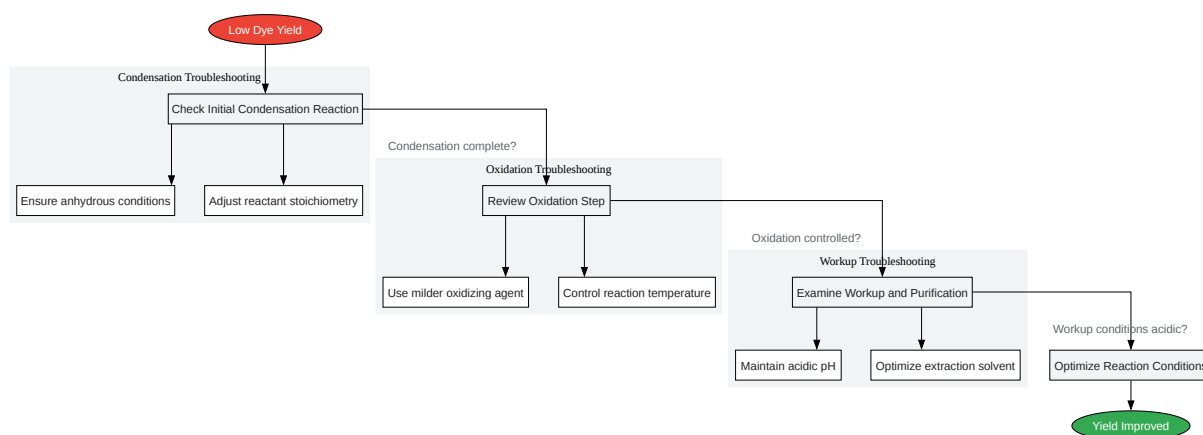 Low Dye Yield
Condensation Troubleshooting
Check Initial Condensation Reaction
Condensation complete?
Ensure anhydrous conditions
Adjust reactant stoichiometry
Oxidation Troubleshooting
Review Oxidation Step
Oxidation controlled?
Use milder oxidizing agent
Control reaction temperature
Workup Troubleshooting
Examine Workup and Purification
Workup conditions acidic?
Maintain acidic pH
Optimize extraction solvent
Optimize Reaction Conditions
Yield Improved